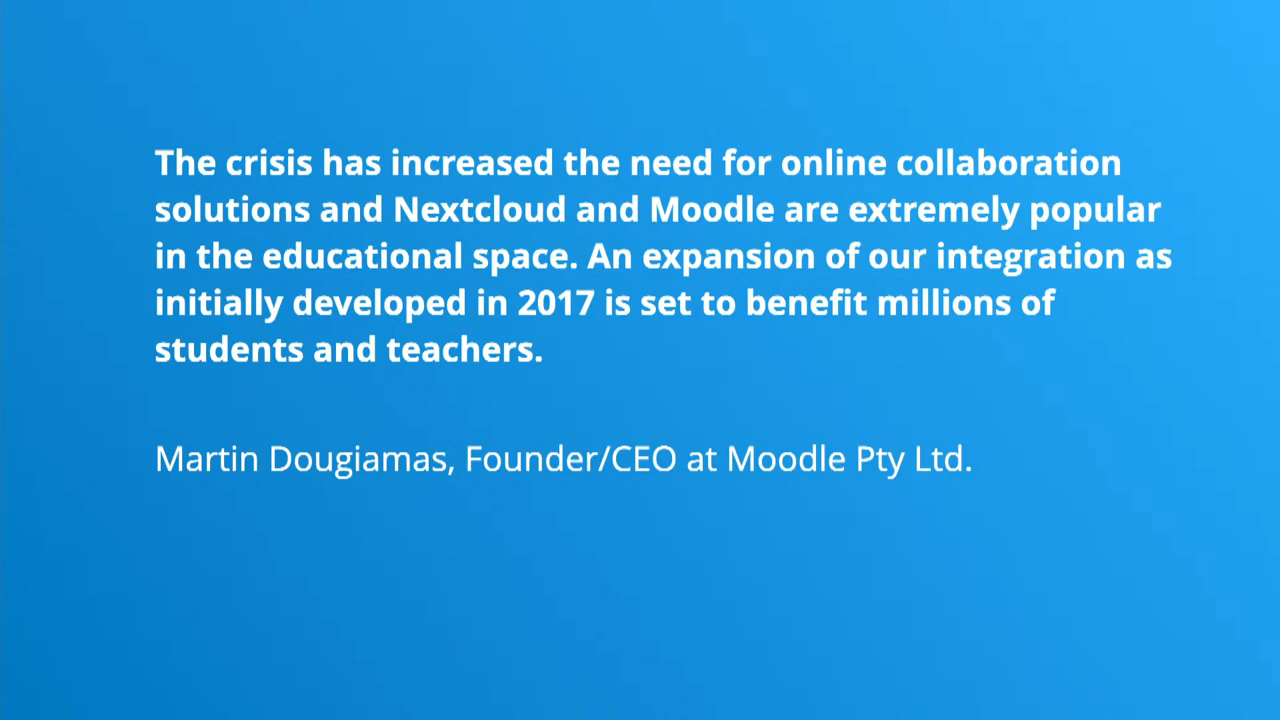 The crisis has increased the need for online collaboration
solutions and Nextcloud and Moodle are extremely popular
in the educational space. An expansion of our integration as
initially developed in 2017 is set to benefit millions of
students and teachers.
Martin Dougiamas, Founder/CEO at Moodle Pty Ltd.